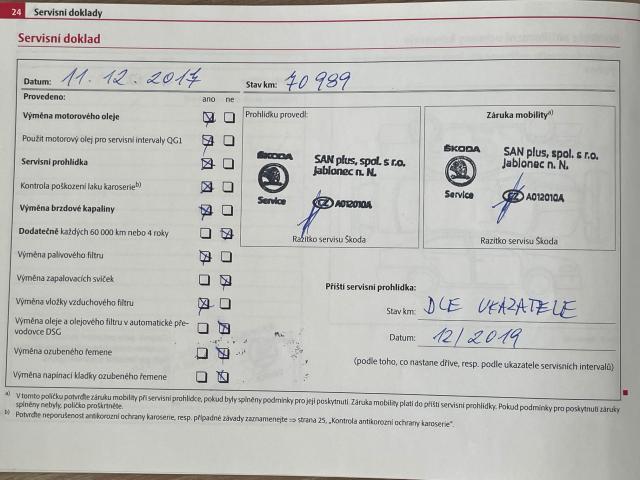 24 Servisní doklady
Servisní doklad
Datum: 11.12.2017 Stav km: 70 989
Provedeno: ano ne
Výměna motorového oleje
Použit motorový olej pro servisní intervaly QG1
Servisní prohlídka
Kontrola poškození laku karoserie b)
Výměna brzdové kapaliny
Dodatečně každých 60 000 km nebo 4 roky
Výměna palivového filtru
Výměna zapalovacích svíček
Výměna vložky vzduchového filtru
Výměna oleje a olejového filtru v automatické pře-
vodovce DSG
Výměna ozubeného řemene
Výměna napínací kladky ozubeného řemene
Prohlídku provedl:
ŠKODA
Service
SAN plus, spol. s r.o.
Jablonec n. N.
CZ A012010A
Razítko servisu Škoda
Záruka mobility a)
ŠKODA
Service
SAN plus, spol. s r.o.
Jablonec n. N.
CZ A012010A
Razítko servisu Škoda
Příští servisní prohlídka:
Stav km: DLE UKAZATELE
Datum: 12/2019
(podle toho, co nastane dříve, resp. podle ukazatele servisních intervalů)
a) V tomto políčku potvrďte záruku mobility při servisní prohlídce, pokud byly splněny podmínky pro její poskytnutí. Záruka mobility platí do příští servisní prohlídky. Pokud podmínky pro poskytnutí záruky
splněny nebyly, políčko proškrtněte.
b) Potvrďte neporušenost antikorozní ochrany karoserie, resp. případné závady zaznamenejte ⇒ strana 25, „Kontrola antikorozní ochrany karoserie“.